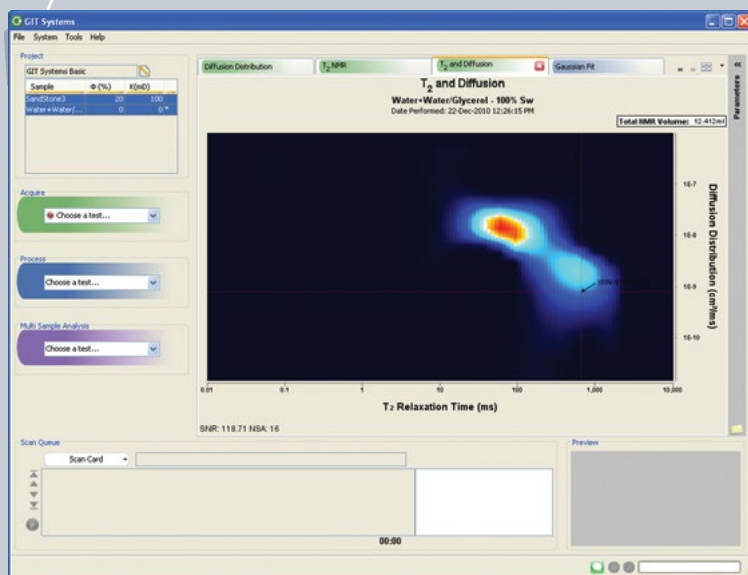 GIT Systems
File System Tools Help
Project
GIT Systems Basic
Sample Φ (%) K(mD)
SandStone3 20 100
Water+Water/... 0 0 *
Acquire
Choose a test...
Process
Choose a test...
Multi Sample Analysis
Choose a test...
Diffusion Distribution T2 NMR T2 and Diffusion Gaussian Fit
Parameters
T2 and Diffusion
Water+Water/Glycerol - 100% Sw
Date Performed: 22-Dec-2010 12:26:15 PM
Total NMR Volume: 12.412ml
1E-7
1E-8
1E-9
1E-10
Diffusion Distribution (cm²/ms)
0.01 0.1 1 10 100 1,000 10,000
T2 Relaxation Time (ms)
SNR: 118.71 NSA: 16
Scan Queue
Scan Card
00:00
Preview